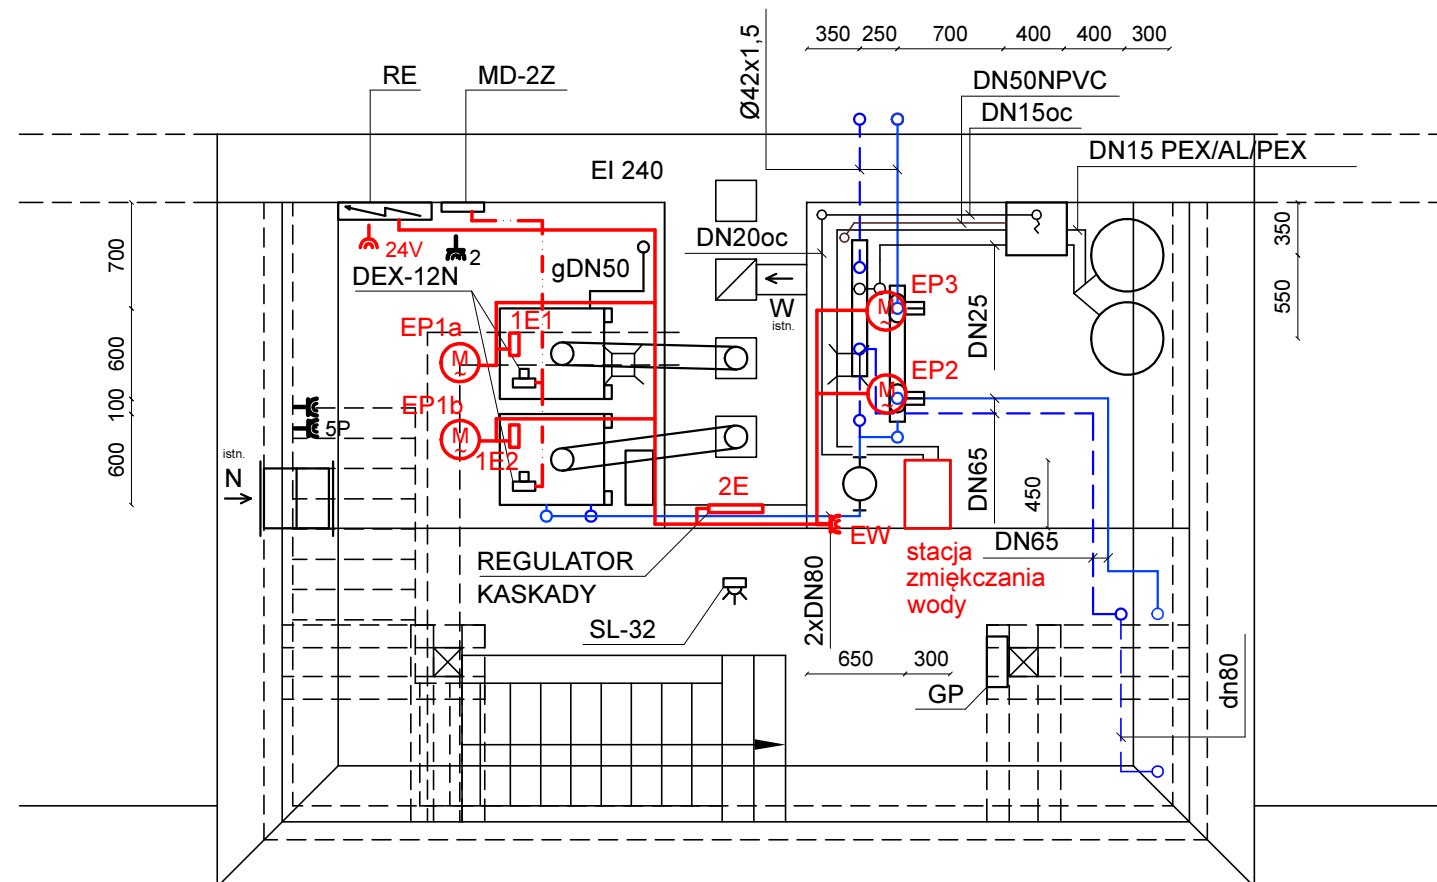 350 250 700 400 400 300
Ø42x1,5
RE
MD-2Z
DN50NPVC
DN15oc
DN15 PEX/AL/PEX
EI 240
DN20oc
24V
2
DEX-12N
gDN50
W
istn.
EP3
EP2
DN25
350
550
700
600
100
600
EP1a
1E1
EP1b
1E2
5P
istn.
N
2E
EW
DN65
450
DN65
REGULATOR
KASKADY
stacja
zmiękczania
wody
2xDN80
SL-32
650 300
GP
dn80
M
~
M
~
M
~
M
~